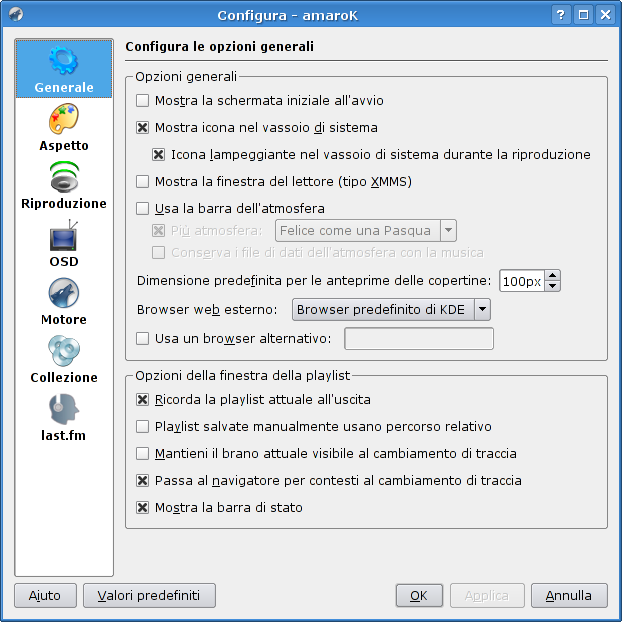 Configura - amaroK
Generale
Aspetto
Riproduzione
OSD
Motore
Collezione
last.fm
Configura le opzioni generali
Opzioni generali
Mostra la schermata iniziale all'avvio
Mostra icona nel vassoio di sistema
Icona lampeggiante nel vassoio di sistema durante la riproduzione
Mostra la finestra del lettore (tipo XMMS)
Usa la barra dell'atmosfera
Piú atmosfera: Felice come una Pasqua
Conserva i file di dati dell'atmosfera con la musica
Dimensione predefinita per le anteprime delle copertine: 100px
Browser web esterno: Browser predefinito di KDE
Usa un browser alternativo:
Opzioni della finestra della playlist
Ricorda la playlist attuale all'uscita
Playlist salvate manualmente usano percorso relativo
Mantieni il brano attuale visibile al cambiamento di traccia
Passa al navigatore per contesti al cambiamento di traccia
Mostra la barra di stato
Aiuto Valori predefiniti OK Applica Annulla